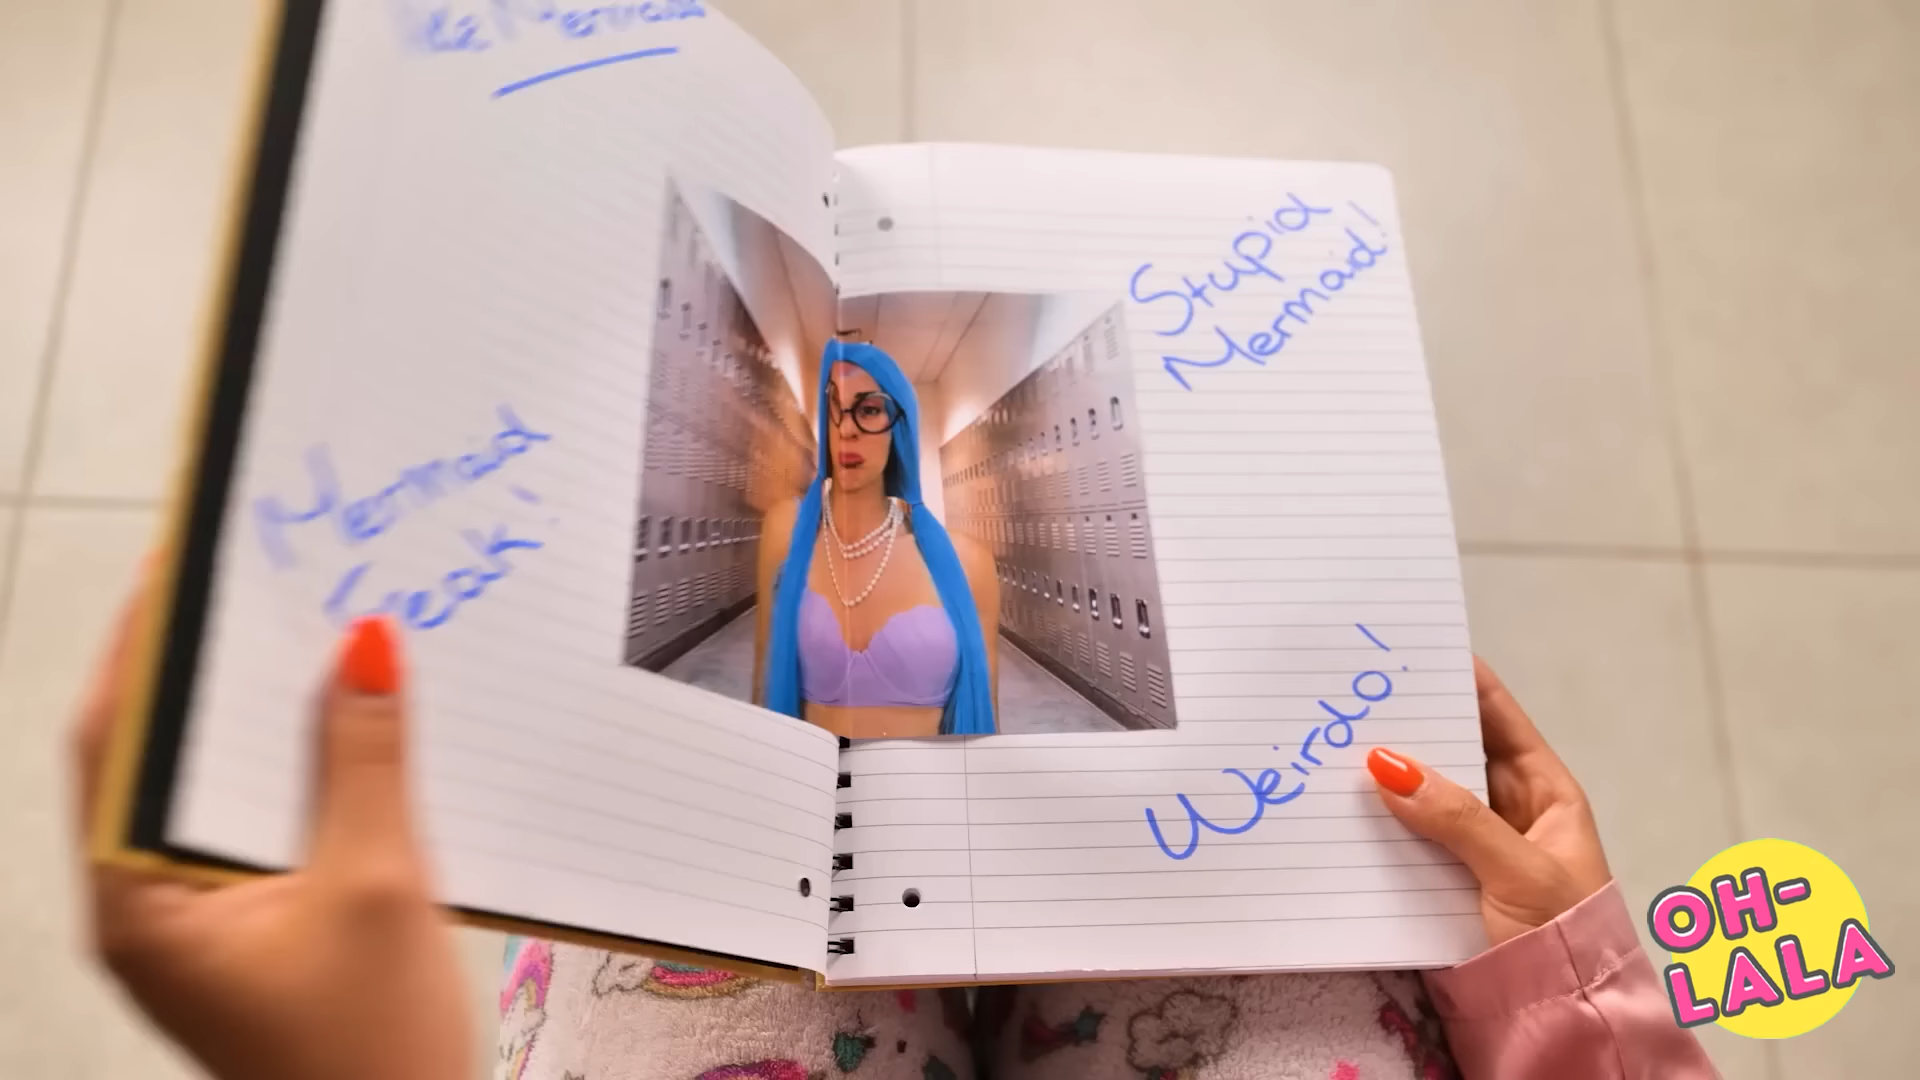 Mermaid
Freak!
Stupid
Mermaid!
Weirdo!
OH-
LALA